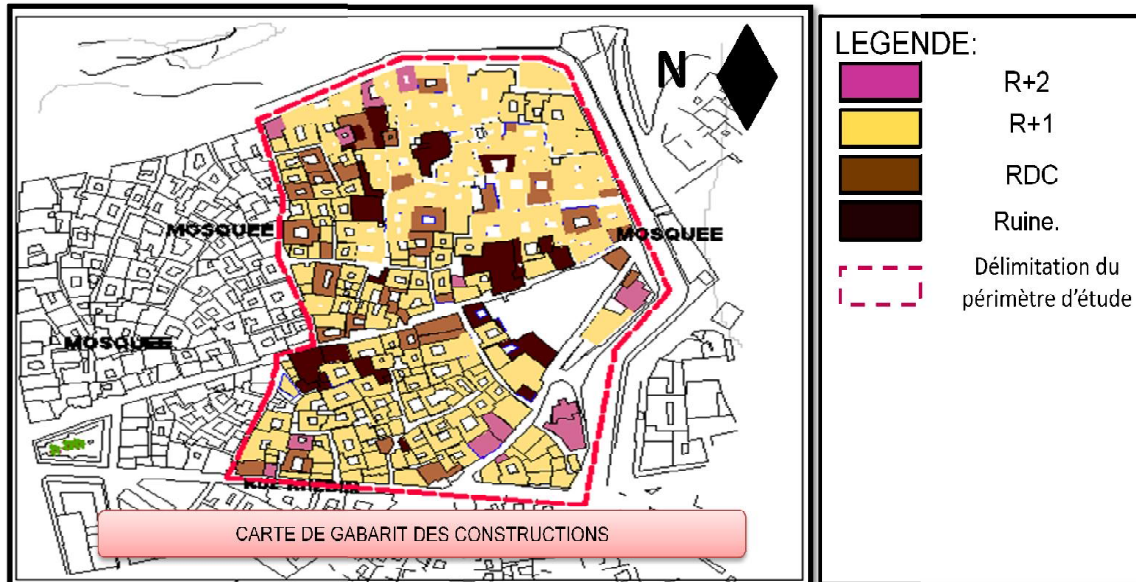 N
MOSQUEE
MOSQUEE
MOSQUEE
CARTE DE GABARIT DES CONSTRUCTIONS
LEGENDE:
R+2
R+1
RDC
Ruine.
Délimitation du
périmètre d'étude